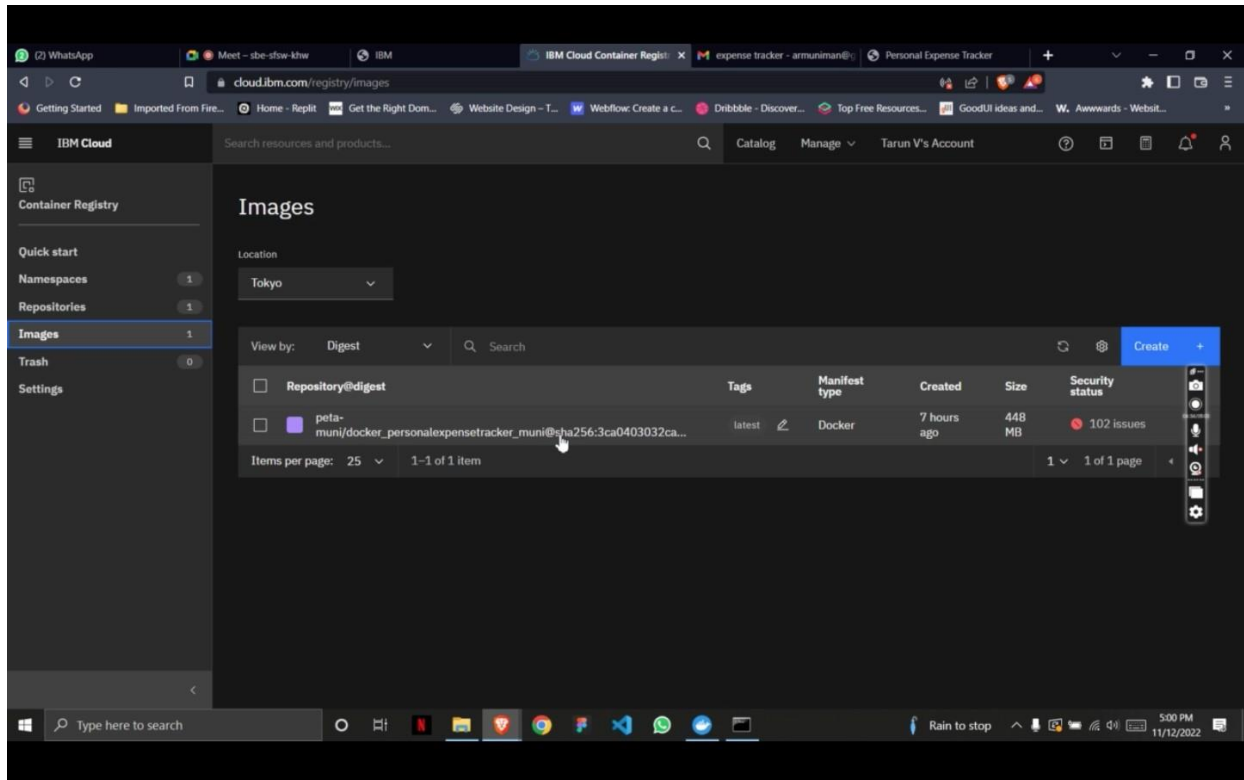 (2) WhatsApp
Meet – sbe-sfsw-khw
IBM
IBM Cloud Container Regist
expense tracker - armuniman@g
Personal Expense Tracker
cloud.ibm.com/registry/images
Getting Started
Imported From Fire...
Home - Replit
Get the Right Dom...
Website Design – T...
Webflow: Create a c...
Dribbble - Discover...
Top Free Resources...
GoodUI ideas and...
W. Awwwards - Websit...
IBM Cloud
Search resources and products...
Catalog
Manage
Tarun V's Account
Container Registry
Quick start
Namespaces 1
Repositories 1
Images 1
Trash 0
Settings
Images
Location
Tokyo
View by: Digest
Search
Create +
Repository@digest
Tags
Manifest type
Created
Size
Security status
peta-
muni/docker_personalexpensetracker_muni@sha256:3ca0403032ca...
latest
Docker
7 hours ago
448 MB
102 issues
Items per page: 25
1–1 of 1 item
1
1 of 1 page
Type here to search
Rain to stop
5:00 PM
11/12/2022